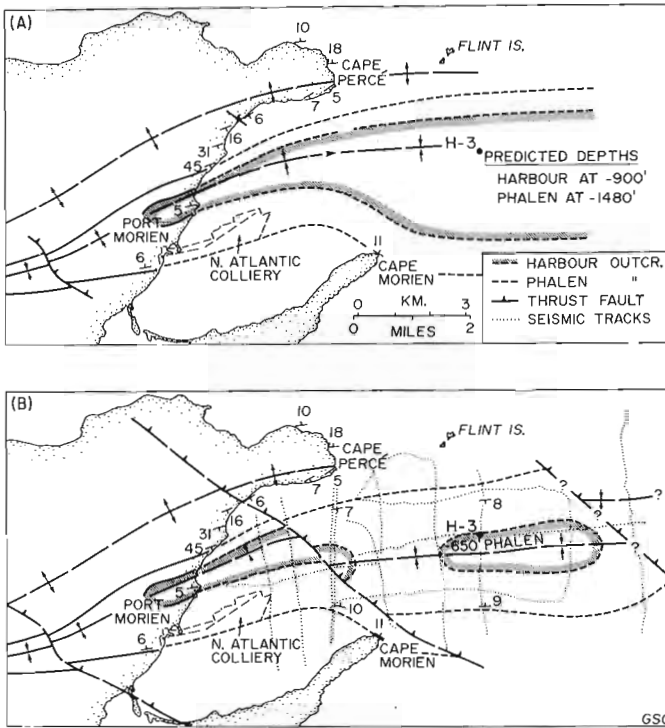 (A)
10
FLINT IS.
18
CAPE
PERCÉ
5
7
6
16
31
45
H-3
PREDICTED DEPTHS
HARBOUR AT -900'
PHALEN AT -1480'
5
PORT
MORIEN
6
N. ATLANTIC
COLLIERY
11
CAPE
MORIEN
0 KM. 3
0 MILES 2
HARBOUR OUTCR.
PHALEN "
THRUST FAULT
SEISMIC TRACKS
(B)
10
FLINT IS.
18
CAPE
PERCÉ
5
7
6
7
8
16
31
45
H-3
650 PHALEN
? ? ? ? ?
5
PORT
MORIEN
6
10
9
N. ATLANTIC
COLLIERY
11
CAPE
MORIEN
GSC